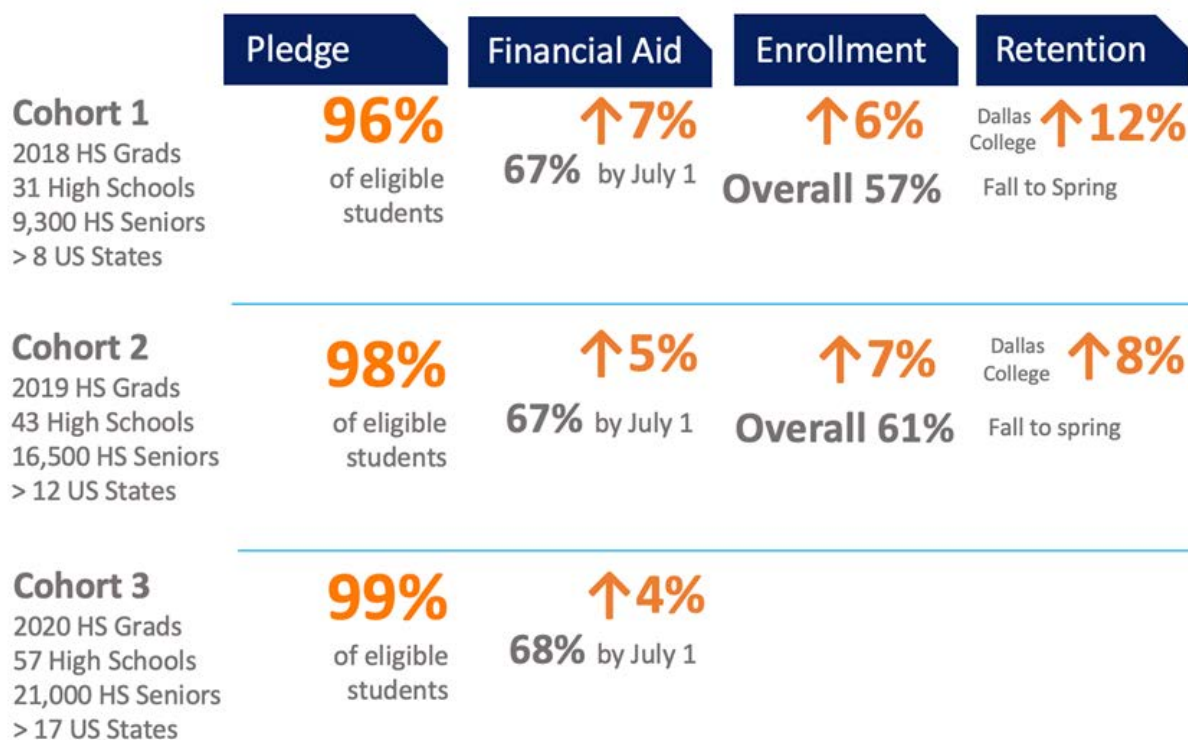 Pledge
Financial Aid
Enrollment
Retention
Cohort 1
2018 HS Grads
31 High Schools
9,300 HS Seniors
> 8 US States
96%
of eligible
students
↑7%
67% by July 1
↑6%
Overall 57%
Dallas
College
↑12%
Fall to Spring
Cohort 2
2019 HS Grads
43 High Schools
16,500 HS Seniors
> 12 US States
98%
of eligible
students
↑5%
67% by July 1
↑7%
Overall 61%
Dallas
College
↑8%
Fall to spring
Cohort 3
2020 HS Grads
57 High Schools
21,000 HS Seniors
> 17 US States
99%
of eligible
students
↑4%
68% by July 1